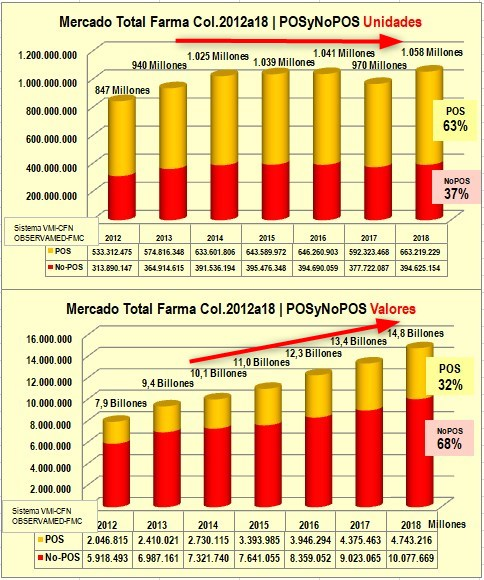 Mercado Total Farma Col.2012a18 | POSyNoPOS Unidades
1.200.000.000
1.000.000.000
800.000.000
600.000.000
400.000.000
200.000.000
847 Millones
940 Millones
1.025 Millones
1.039 Millones
1.041 Millones
970 Millones
1.058 Millones
POS
63%
NoPOS
37%
Sistema VMI-CFN
OBSERVAMED-FMC
2012 2013 2014 2015 2016 2017 2018
POS 533.312.475 574.816.348 633.601.806 643.589.972 646.260.903 592.323.468 663.219.229
No-POS 313.890.147 364.914.615 391.536.194 395.476.348 394.690.059 377.722.087 394.625.154
Mercado Total Farma Col.2012a18 | POSyNoPOS Valores
16.000.000
14.000.000
12.000.000
10.000.000
8.000.000
6.000.000
4.000.000
2.000.000
7,9 Billones
9,4 Billones
10,1 Billones
11,0 Billones
12,3 Billones
13,4 Billones
14,8 Billones
POS
32%
NoPOS
68%
Sistema VMI-CFN
OBSERVAMED-FMC
2012 2013 2014 2015 2016 2017 2018 Millones
POS 2.046.815 2.410.021 2.730.115 3.393.985 3.946.294 4.375.463 4.743.216
No-POS 5.918.493 6.987.161 7.321.740 7.641.055 8.359.052 9.023.065 10.077.669